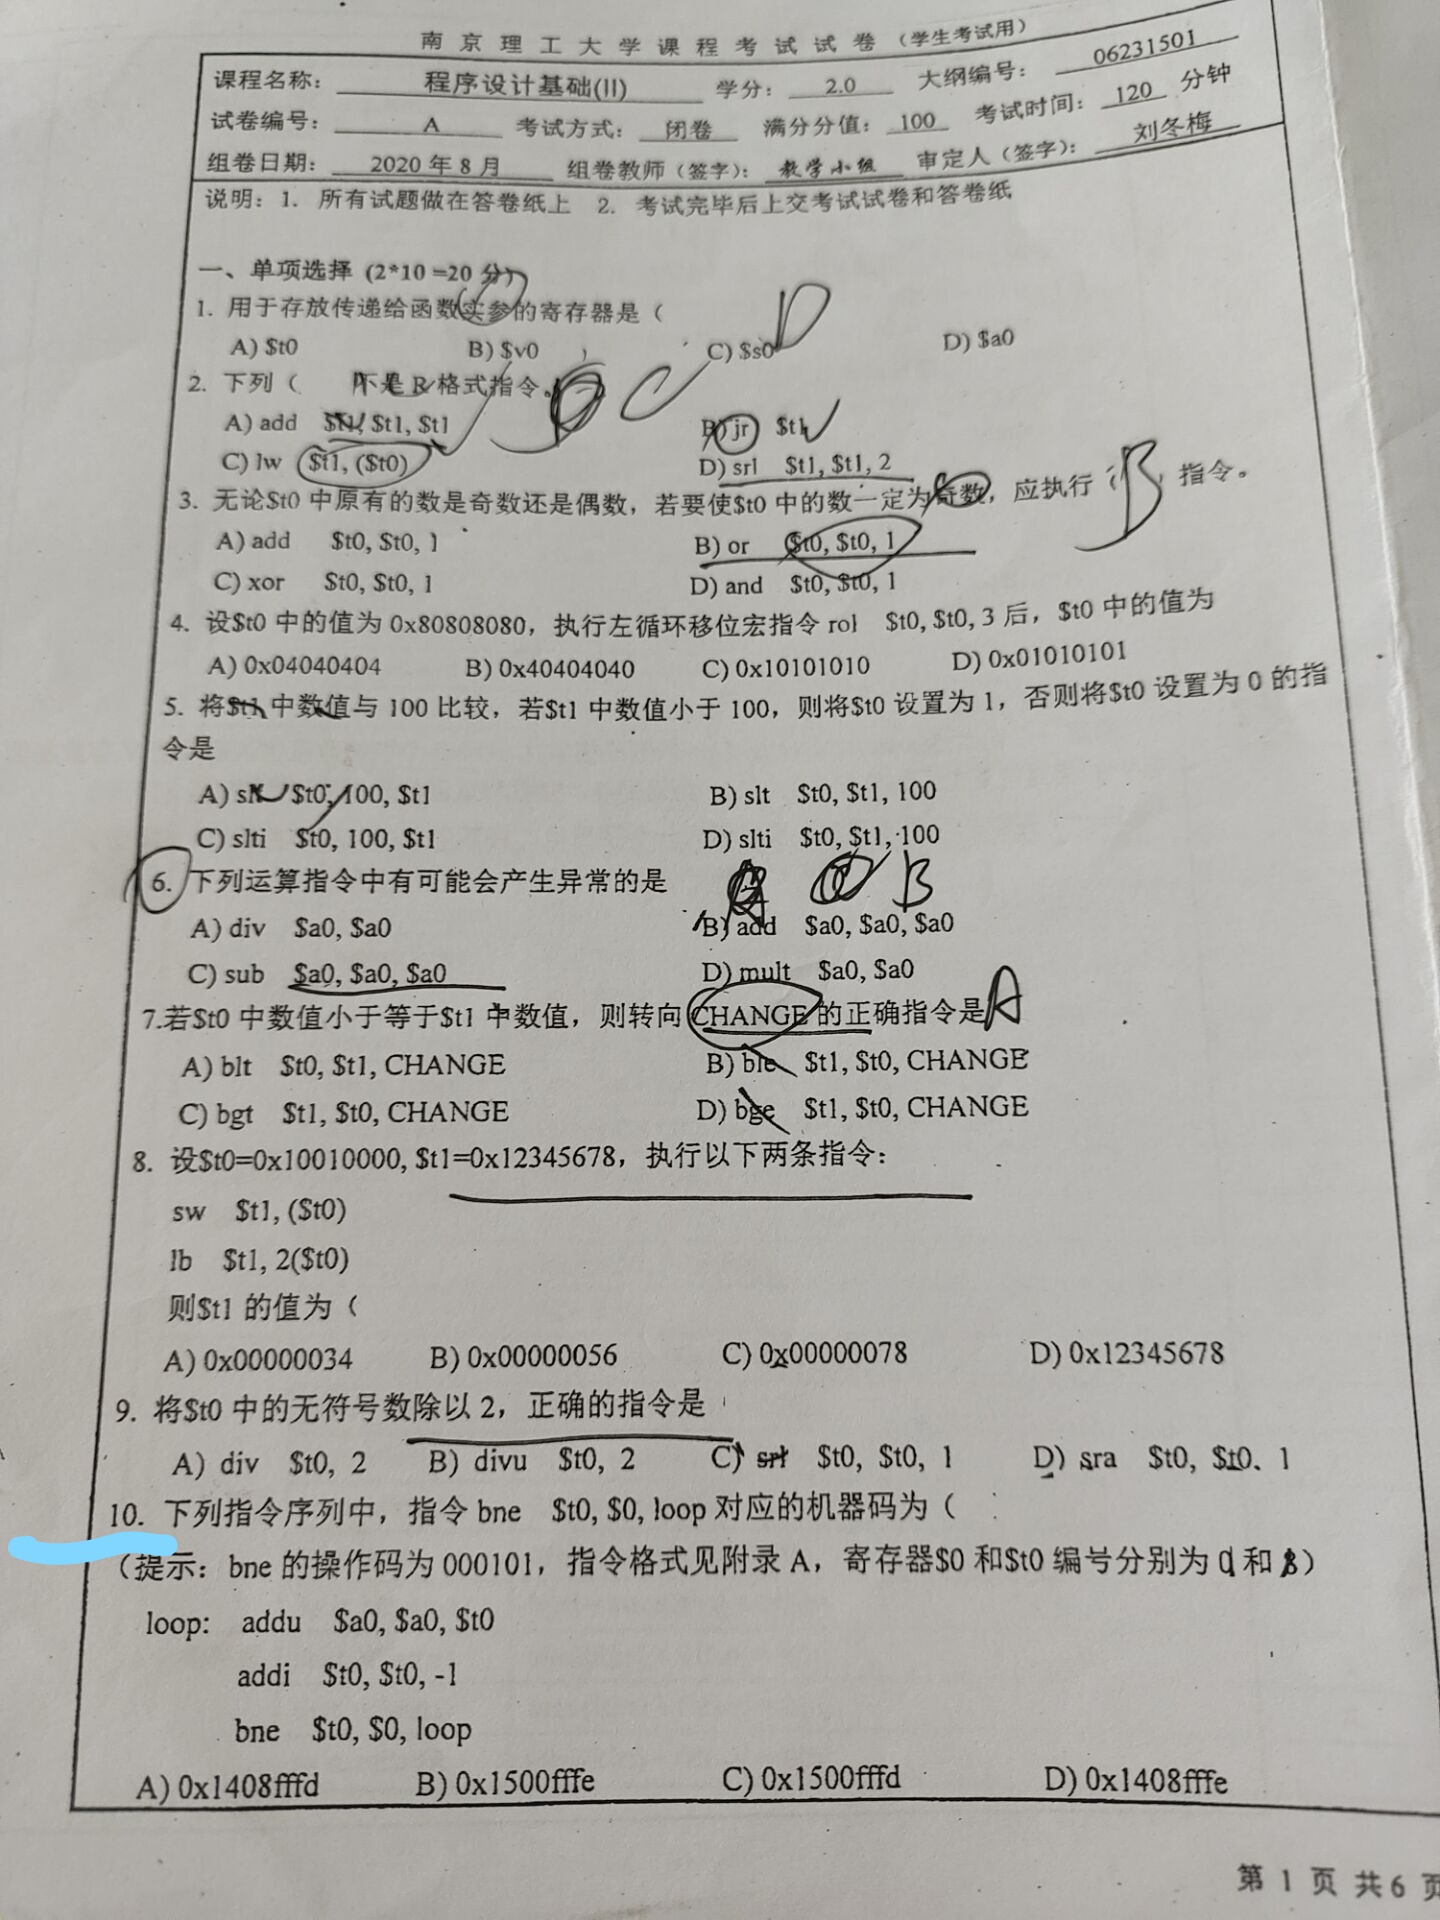 南京理工大学课程考试试卷（学生考试用）
课程名称： 程序设计基础(II) 学分： 2.0 大纲编号： 06231501
试卷编号： A 考试方式： 闭卷 满分分值： 100 考试时间： 120 分钟
组卷日期： 2020 年 8 月 组卷教师（签字）： 教学小组 审定人（签字）： 刘冬梅
说明：1. 所有试题做在答卷纸上 2. 考试完毕后上交考试试卷和答卷纸
一、单项选择 (2*10 =20 分)
1. 用于存放传递给函数实参的寄存器是（ D
A) $t0 B) $v0 C) $s0 D) $a0
2. 下列（ 不是 R 格式指令。 C
A) add $t1, $t1, $t1 B) jr $t1
C) lw $t1, ($t0) D) srl $t1, $t1, 2
3. 无论$t0 中原有的数是奇数还是偶数，若要使$t0 中的数一定为奇数，应执行（ B ）指令。
A) add $t0, $t0, 1 B) or $t0, $t0, 1
C) xor $t0, $t0, 1 D) and $t0, $t0, 1
4. 设$t0 中的值为 0x80808080，执行左循环移位宏指令 rol $t0, $t0, 3 后，$t0 中的值为
A) 0x04040404 B) 0x40404040 C) 0x10101010 D) 0x01010101
5. 将$t1 中数值与 100 比较，若$t1 中数值小于 100，则将$t0 设置为 1，否则将$t0 设置为 0 的指
令是
A) slt $t0, 100, $t1 B) slt $t0, $t1, 100
C) slti $t0, 100, $t1 D) slti $t0, $t1, 100
6. 下列运算指令中有可能会产生异常的是 B
A) div $a0, $a0 B) add $a0, $a0, $a0
C) sub $a0, $a0, $a0 D) mult $a0, $a0
7.若$t0 中数值小于等于$t1 中数值，则转向 CHANGE 的正确指令是 A
A) blt $t0, $t1, CHANGE B) ble $t1, $t0, CHANGE
C) bgt $t1, $t0, CHANGE D) bge $t1, $t0, CHANGE
8. 设$t0=0x10010000, $t1=0x12345678，执行以下两条指令：
sw $t1, ($t0)
lb $t1, 2($t0)
则$t1 的值为（
A) 0x00000034 B) 0x00000056 C) 0x00000078 D) 0x12345678
9. 将$t0 中的无符号数除以 2，正确的指令是
A) div $t0, 2 B) divu $t0, 2 C) srl $t0, $t0, 1 D) sra $t0, $t0, 1
10. 下列指令序列中，指令 bne $t0, $0, loop 对应的机器码为（
（提示：bne 的操作码为 000101，指令格式见附录 A，寄存器$0 和$t0 编号分别为 0 和 8）
loop: addu $a0, $a0, $t0
addi $t0, $t0, -1
bne $t0, $0, loop
A) 0x1408fffd B) 0x1500fffe C) 0x1500fffd D) 0x1408fffe
第 1 页 共 6 页